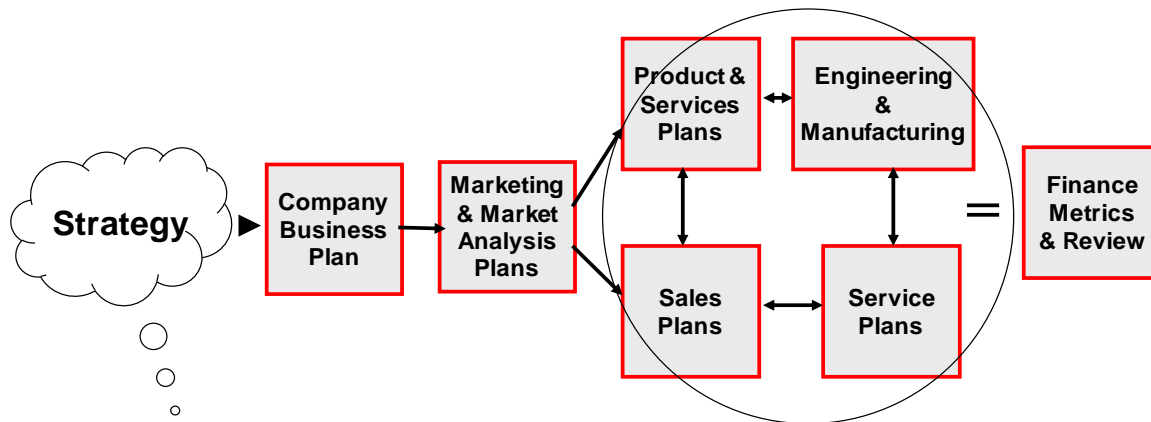 Strategy
Company
Business
Plan
Marketing
& Market
Analysis
Plans
Product &
Services
Plans
Engineering
&
Manufacturing
Sales
Plans
Service
Plans
=
Finance
Metrics
& Review